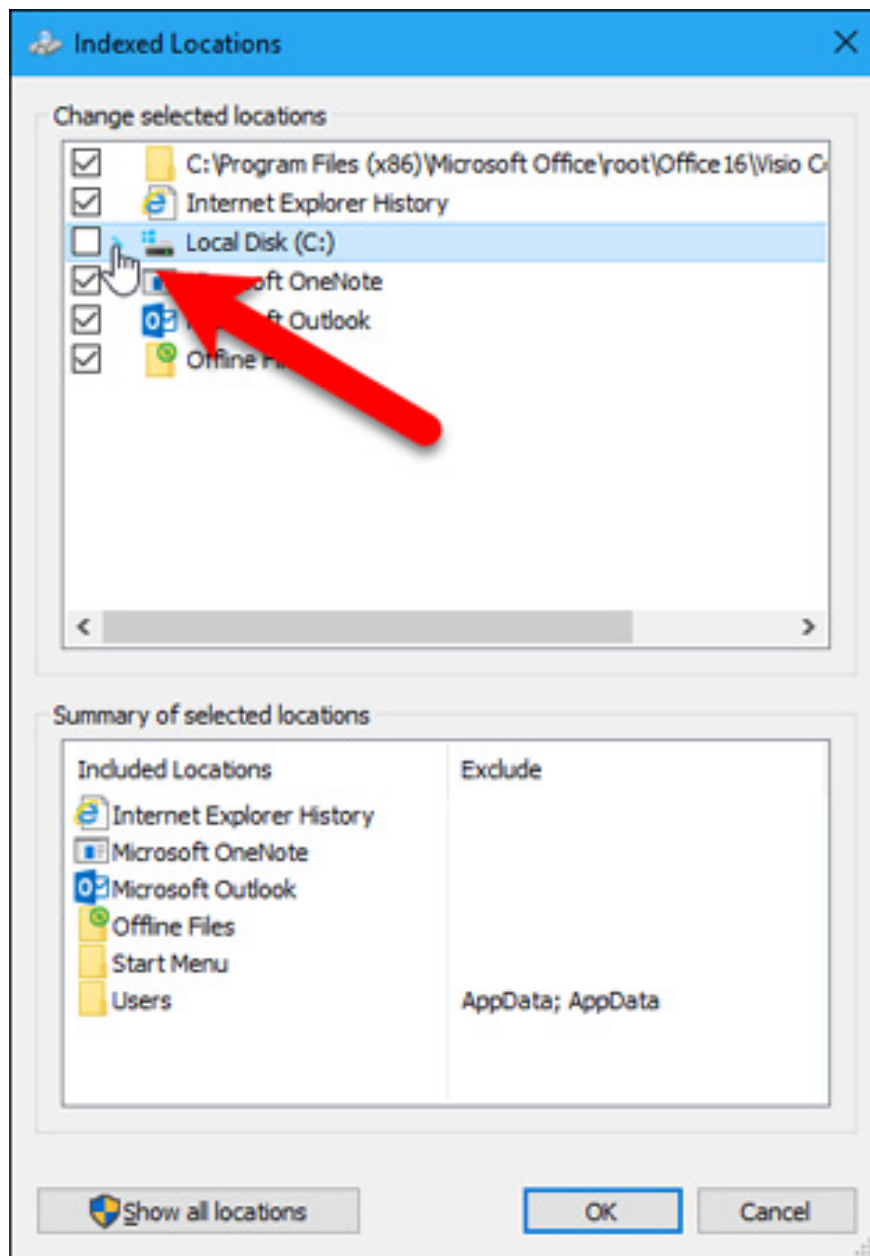 Indexed Locations
Change selected locations
C:\Program Files (x86)\Microsoft Office\root\Office16\Visio
Internet Explorer History
Local Disk (C:)
OneNote
Outlook
Offline
Summary of selected locations
Included Locations Exclude
Internet Explorer History
Microsoft OneNote
Microsoft Outlook
Offline Files
Start Menu
Users AppData; AppData
Show all locations OK Cancel